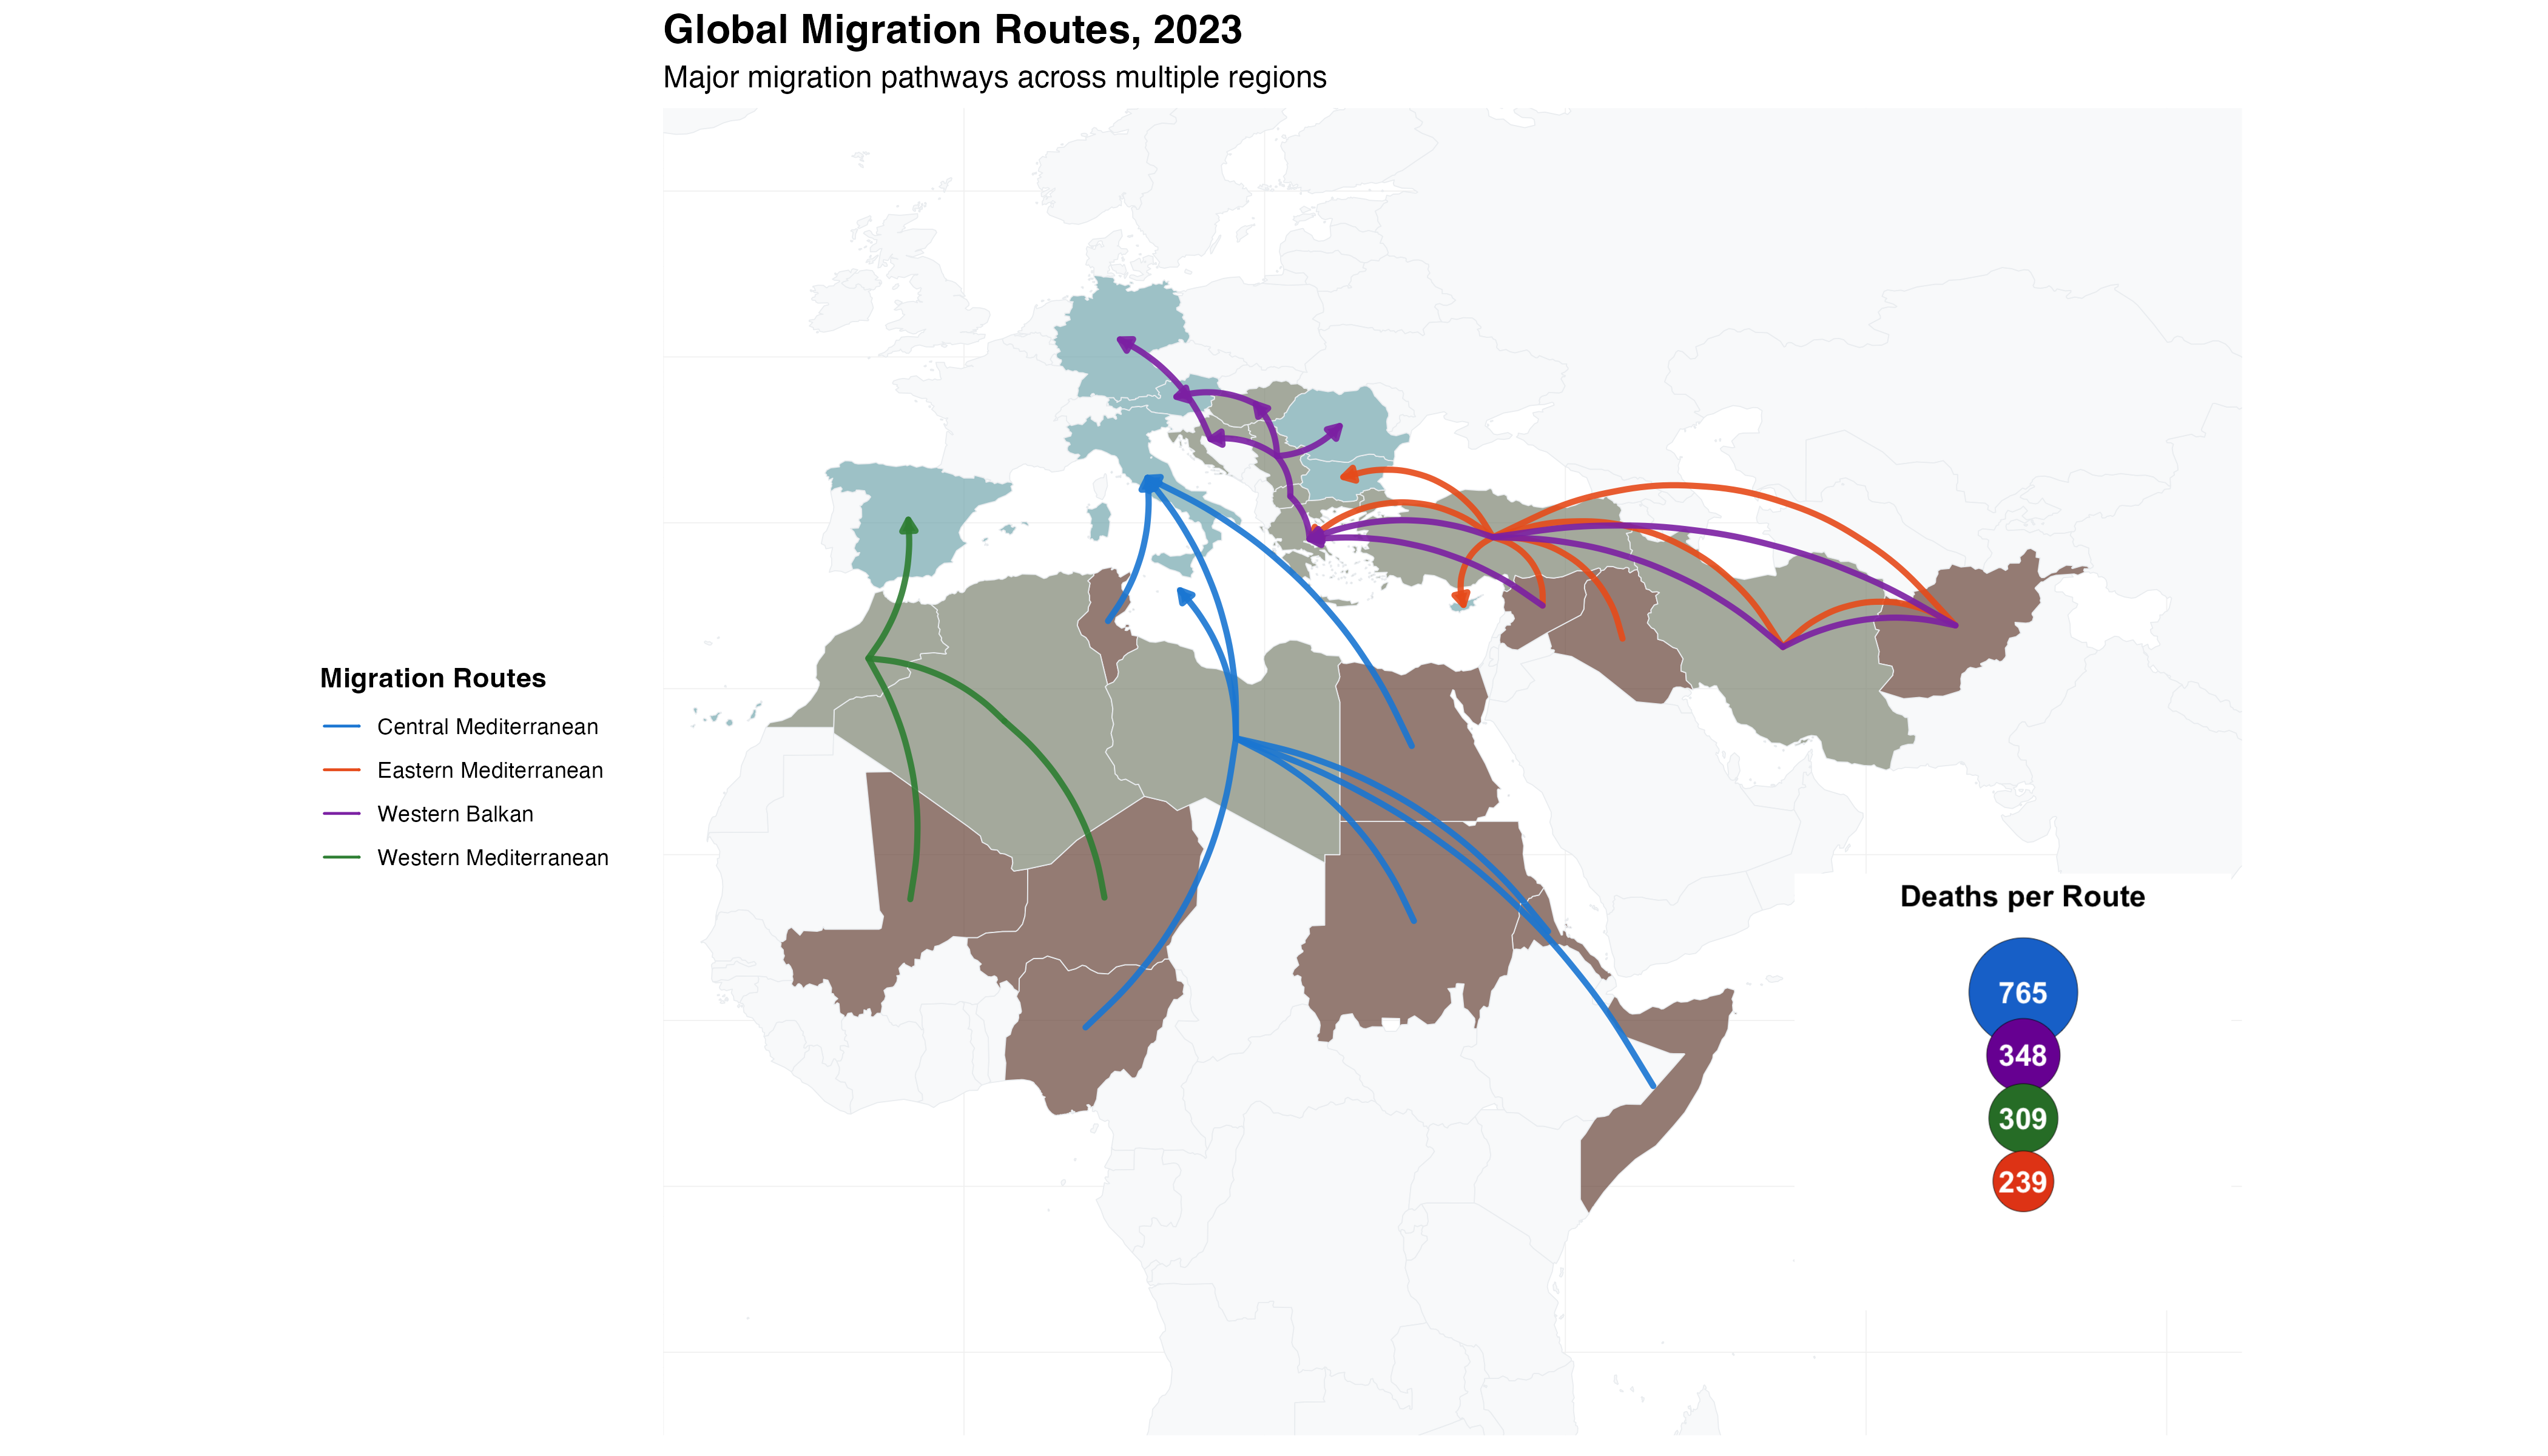 Global Migration Routes, 2023
Major migration pathways across multiple regions
Migration Routes
Central Mediterranean
Eastern Mediterranean
Western Balkan
Western Mediterranean
Deaths per Route
765
348
309
239